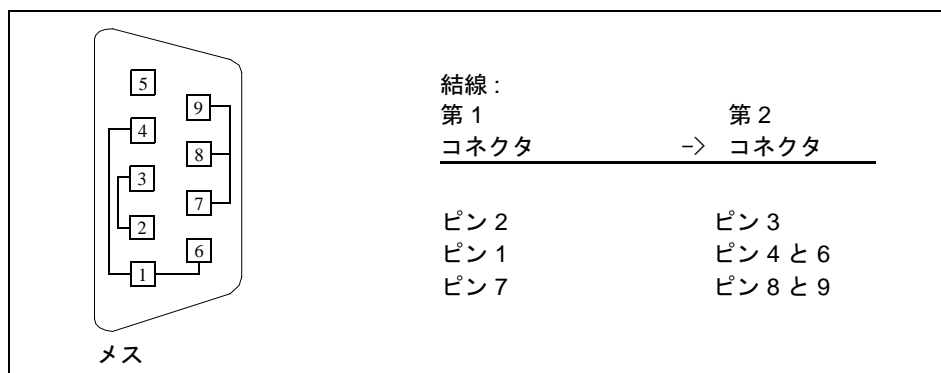 5
9
4
8
3
7
2
6
1
メス
結線 :
第 1 第 2
コネクタ –> コネクタ
ピン 2 ピン 3
ピン 1 ピン 4 と 6
ピン 7 ピン 8 と 9